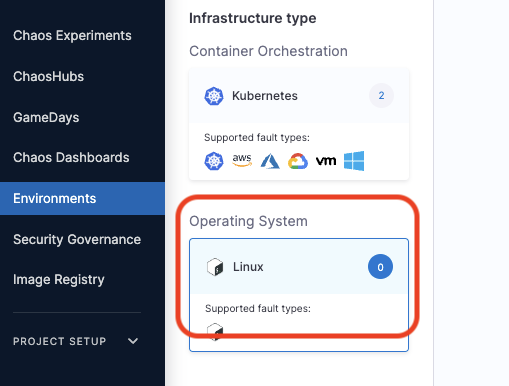 Chaos Experiments
ChaosHubs
GameDays
Chaos Dashboards
Environments
Security Governance
Image Registry
PROJECT SETUP
Infrastructure type
Container Orchestration
Kubernetes 2
Supported fault types:
aws vm
Operating System
Linux 0
Supported fault types: